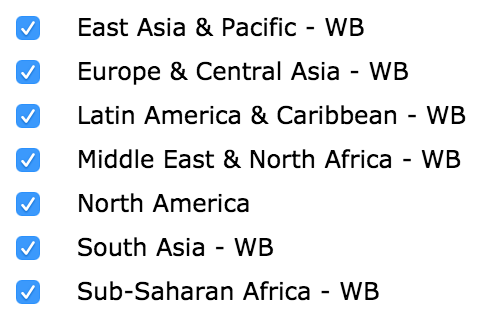 East Asia & Pacific - WB
Europe & Central Asia - WB
Latin America & Caribbean - WB
Middle East & North Africa - WB
North America
South Asia - WB
Sub-Saharan Africa - WB